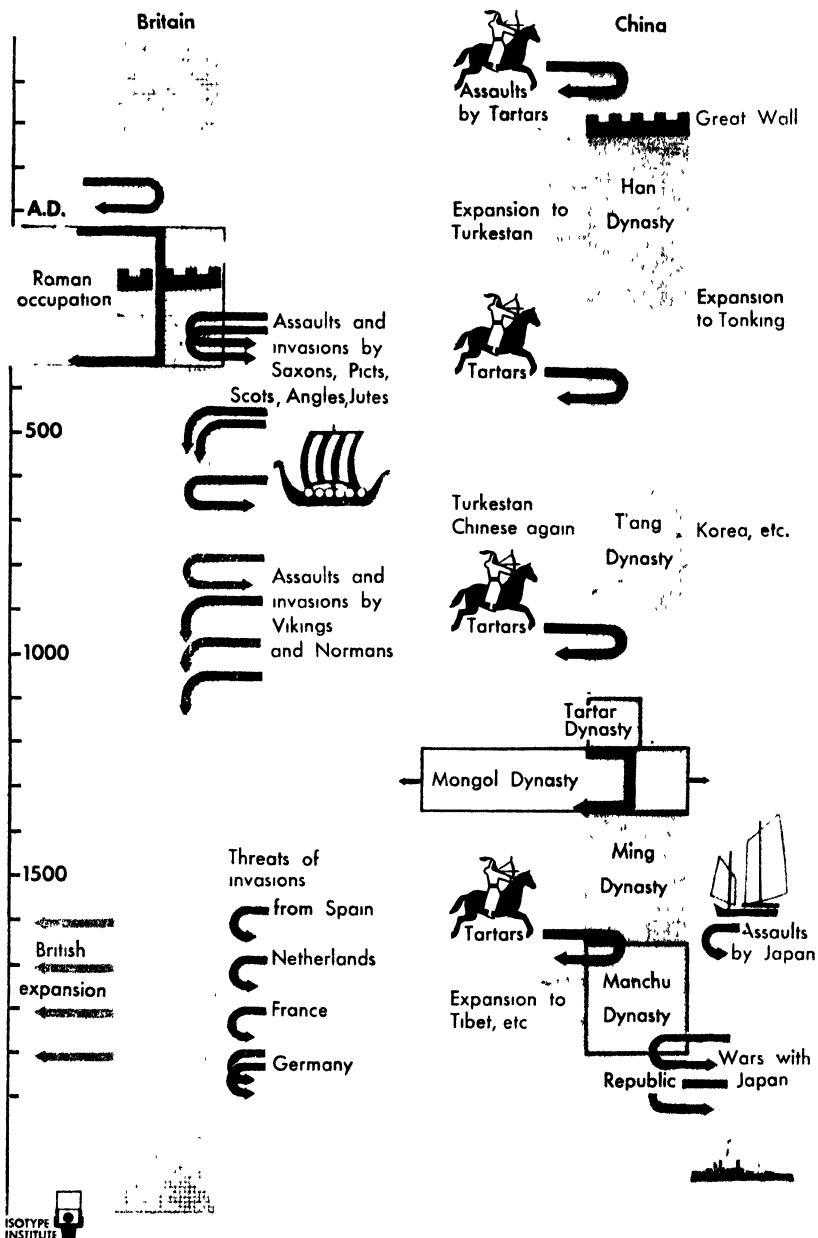 Britain
China
Assaults
by Tartars
Great Wall
A.D.
Han
Dynasty
Expansion to
Turkestan
Roman
occupation
Expansion
to Tonking
Assaults and
invasions by
Saxons, Picts,
Scots, Angles, Jutes
Tartars
500
Turkestan
Chinese again
T'ang
Dynasty
Korea, etc.
Assaults and
invasions by
Vikings
and Normans
Tartars
1000
Tartar
Dynasty
Mongol Dynasty
1500
Threats of
invasions
from Spain
Netherlands
France
Germany
British
expansion
Ming
Dynasty
Tartars
Assaults
by Japan
Expansion to
Tibet, etc
Manchu
Dynasty
Wars with
Japan
Republic
ISOTYPE
INSTITUTE